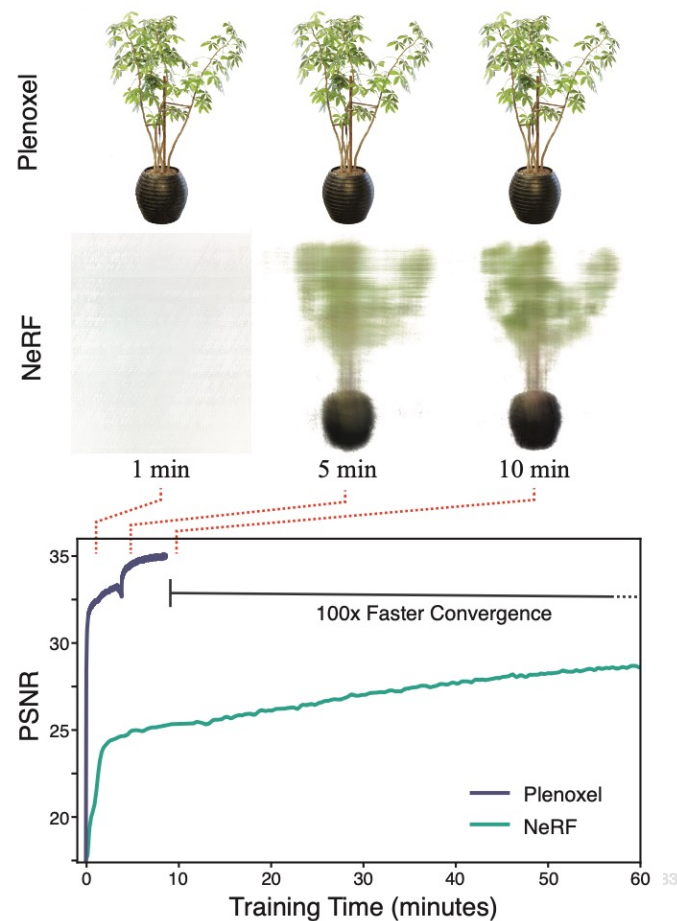 Plenoxel
NeRF
1 min 5 min 10 min
35
100x Faster Convergence
30
PSNR
25
Plenoxel
20
NeRF
0 10 20 30 40 50 60
33
Training Time (minutes)